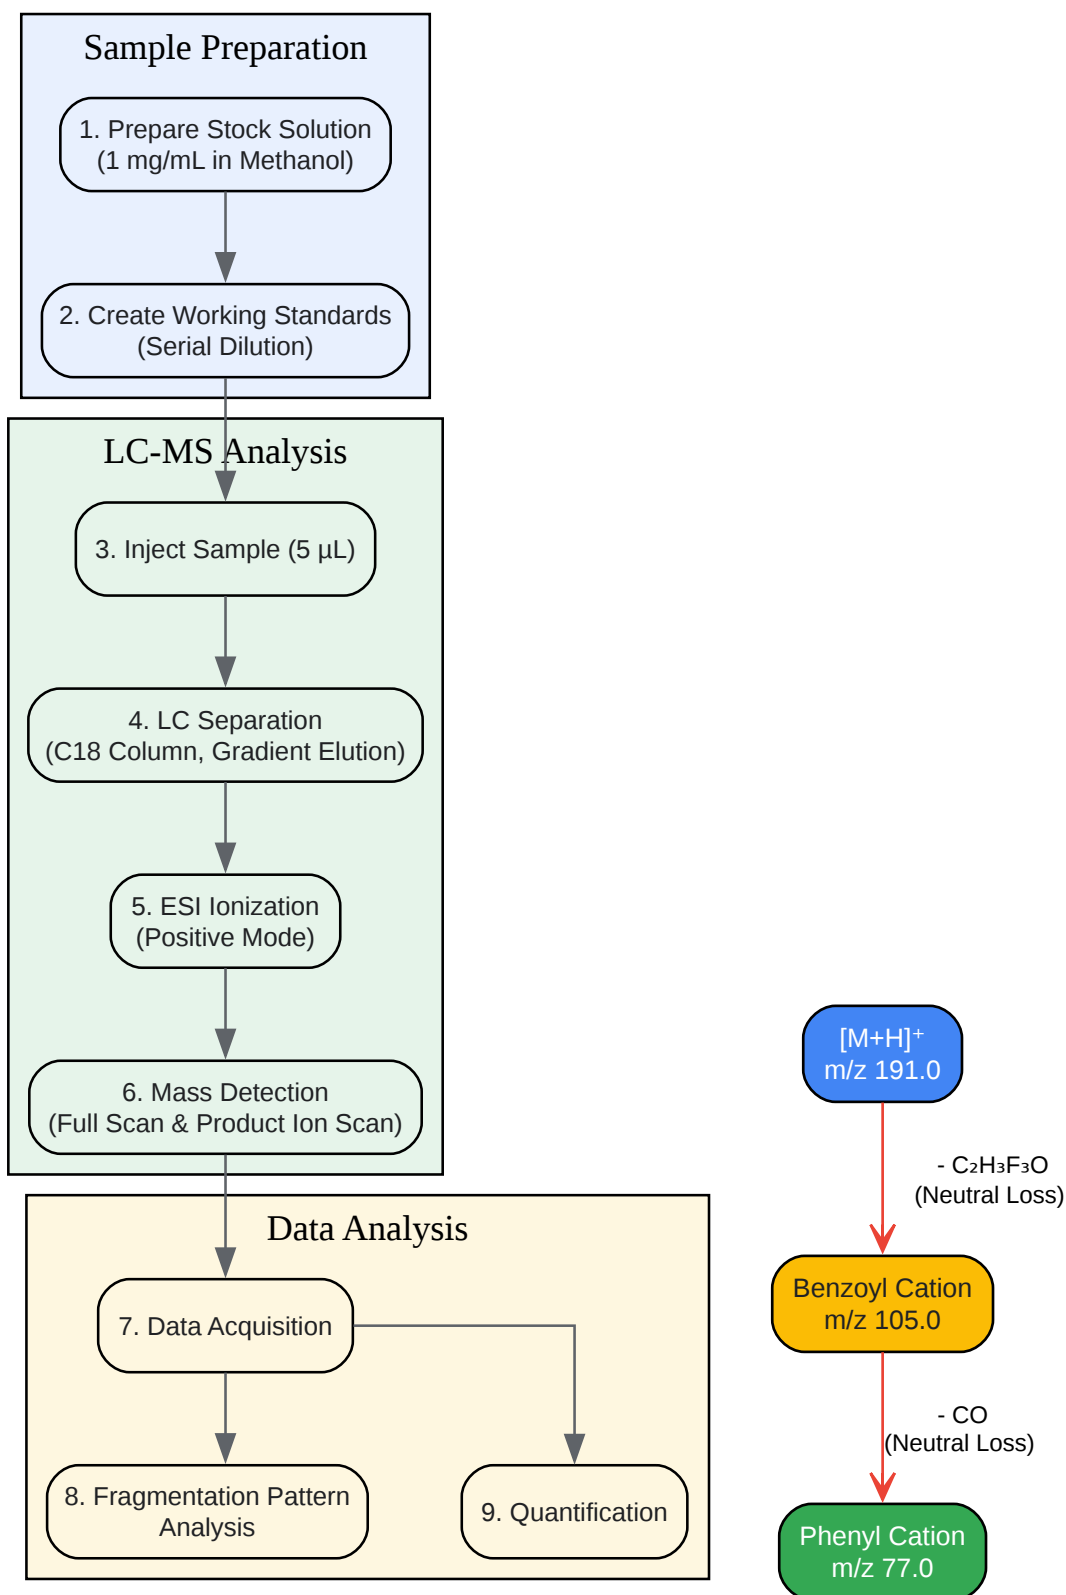 Sample Preparation
1. Prepare Stock Solution
(1 mg/mL in Methanol)
2. Create Working Standards
(Serial Dilution)
LC-MS Analysis
3. Inject Sample (5 µL)
4. LC Separation
(C18 Column, Gradient Elution)
5. ESI Ionization
(Positive Mode)
6. Mass Detection
(Full Scan & Product Ion Scan)
Data Analysis
7. Data Acquisition
8. Fragmentation Pattern
Analysis
9. Quantification
[M+H]⁺
m/z 191.0
- C₂H₃F₃O
(Neutral Loss)
Benzoyl Cation
m/z 105.0
- CO
(Neutral Loss)
Phenyl Cation
m/z 77.0